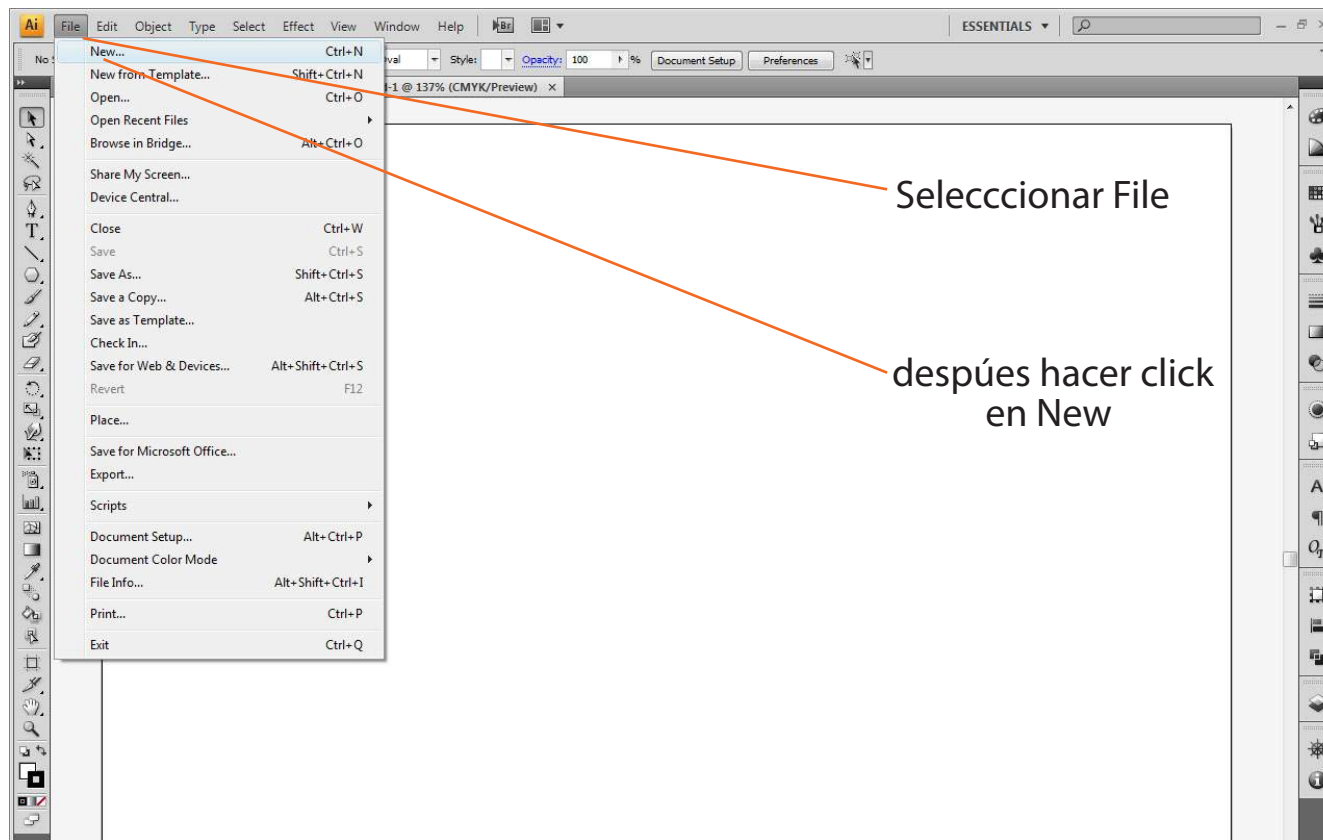 Ai File Edit Object Type Select Effect View Window Help Br ESSENTIALS
No Style: Opacity: 100 % Document Setup Preferences
-1 @ 137% (CMYK/Preview) ×
New... Ctrl+N
New from Template... Shift+Ctrl+N
Open... Ctrl+O
Open Recent Files
Browse in Bridge... Alt+Ctrl+O
Share My Screen...
Device Central...
Close Ctrl+W
Save Ctrl+S
Save As... Shift+Ctrl+S
Save a Copy... Alt+Ctrl+S
Save as Template...
Check In...
Save for Web & Devices... Alt+Shift+Ctrl+S
Revert F12
Place...
Save for Microsoft Office...
Export...
Scripts
Document Setup... Alt+Ctrl+P
Document Color Mode
File Info... Alt+Shift+Ctrl+I
Print... Ctrl+P
Exit Ctrl+Q
Selecccionar File
despúes hacer click
en New